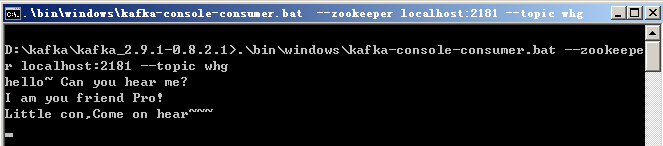 .\bin\windows\kafka-console-consumer.bat --zookeeper localhost:2181 --topic whg
D:\kafka\kafka_2.9.1-0.8.2.1>.\bin\windows\kafka-console-consumer.bat --zookeepe
r localhost:2181 --topic whg
hello~ Can you hear me?
I am you friend Pro!
Little con,Come on hear~~~